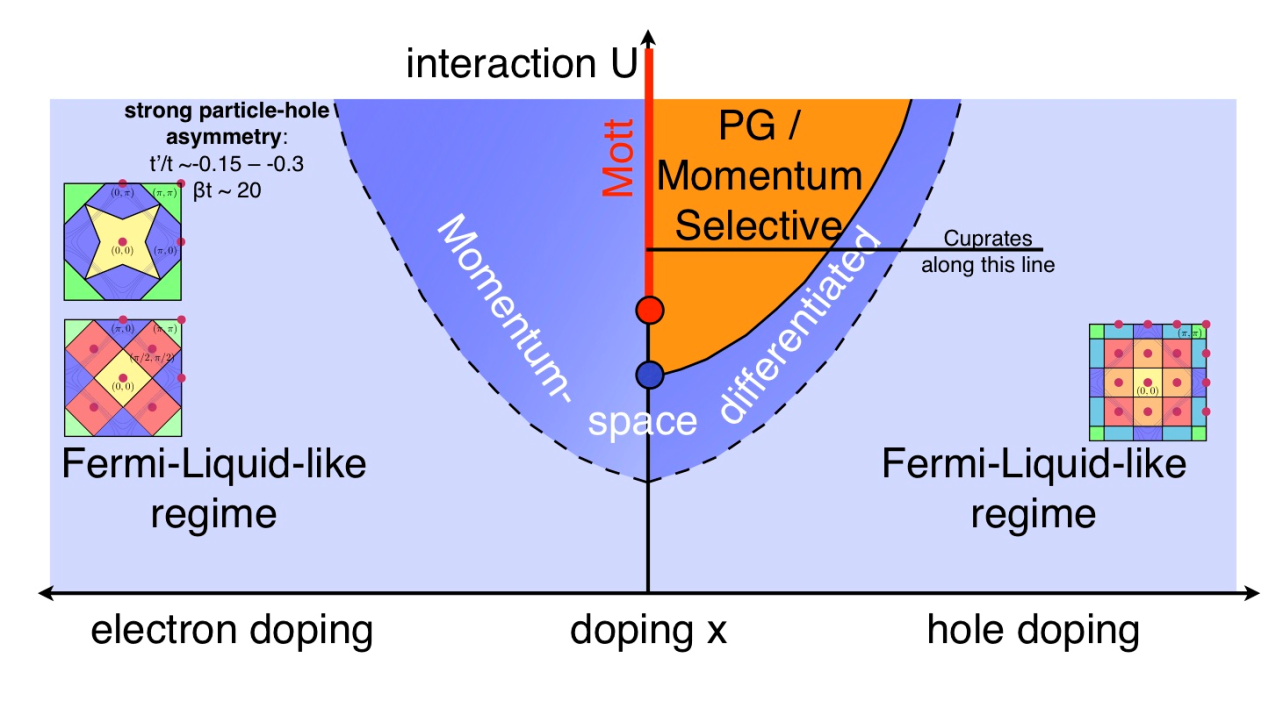 interaction U
strong particle-hole
asymmetry:
t’/t ~-0.15 – -0.3
βt ~ 20
Mott
PG /
Momentum
Selective
Cuprates
along this line
Momentum-
space
differentiated
(0, π)
(π, π)
(0, 0)
(π, 0)
(π, 0)
(π, π)
(π/2, π/2)
(0, 0)
(π, π)
(0, 0)
Fermi-Liquid-like
regime
Fermi-Liquid-like
regime
electron doping
doping x
hole doping